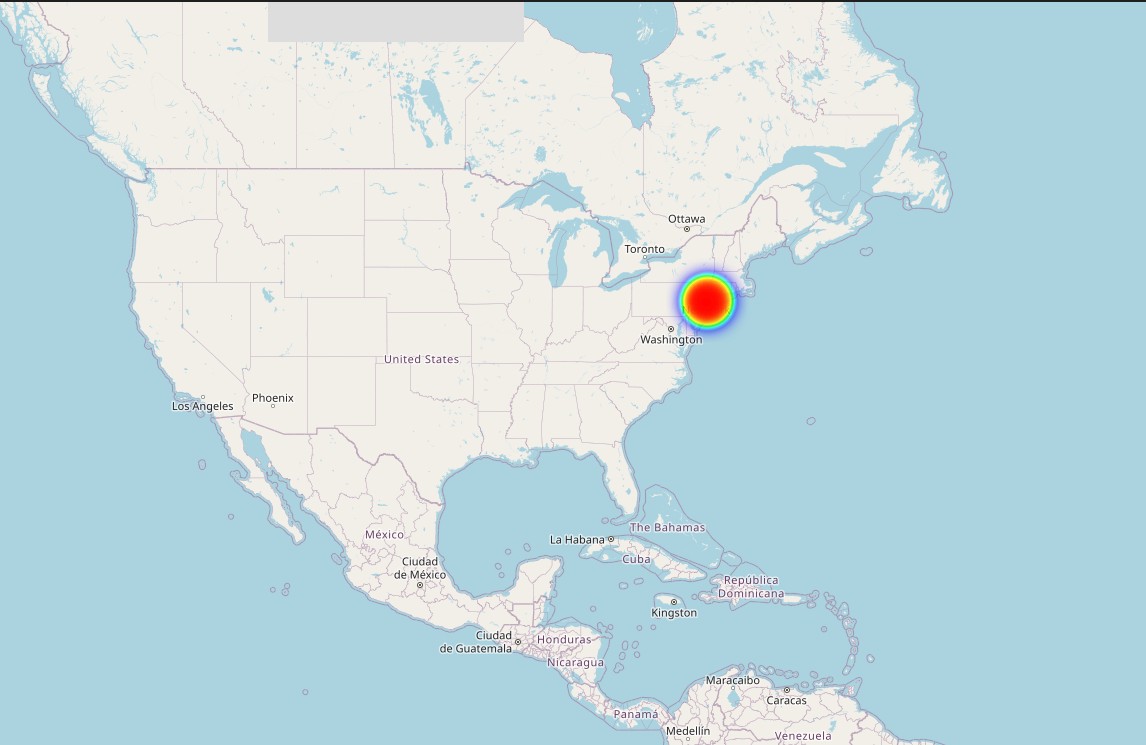 Ottawa
Toronto
Washington
United States
Los Angeles
Phoenix
The Bahamas
México
La Habana
Cuba
Ciudad
de México
República
Dominicana
Kingston
Ciudad
de Guatemala
Honduras
Nicaragua
Maracaibo
Caracas
Panamá
Medellín
Venezuela